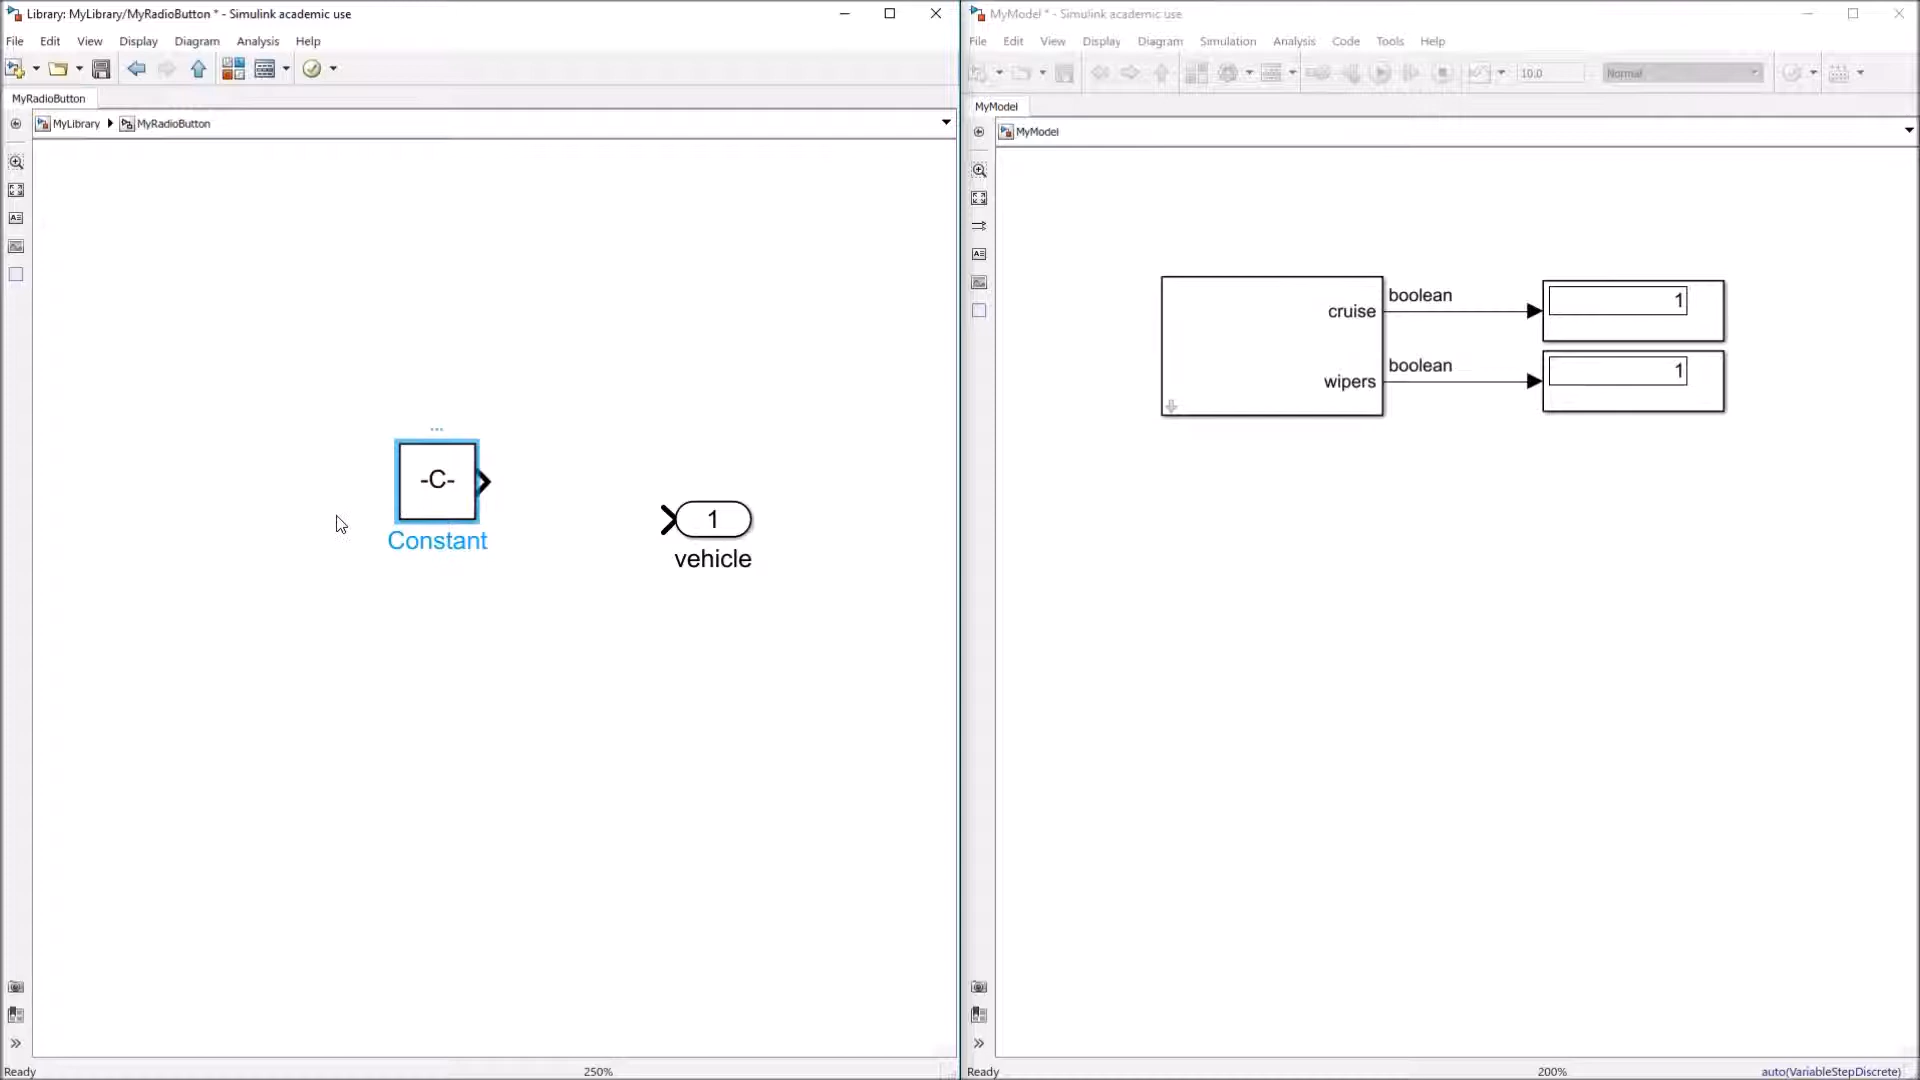 Library: MyLibrary/MyRadioButton * - Simulink academic use
File Edit View Display Diagram Analysis Help
MyRadioButton
MyLibrary MyRadioButton
-C-
Constant
1
vehicle
Ready 250%
MyModel * - Simulink academic use
File Edit View Display Diagram Simulation Analysis Code Tools Help
10.0 Normal
MyModel
MyModel
cruise boolean 1
wipers boolean 1
Ready 200% auto(VariableStepDiscrete)